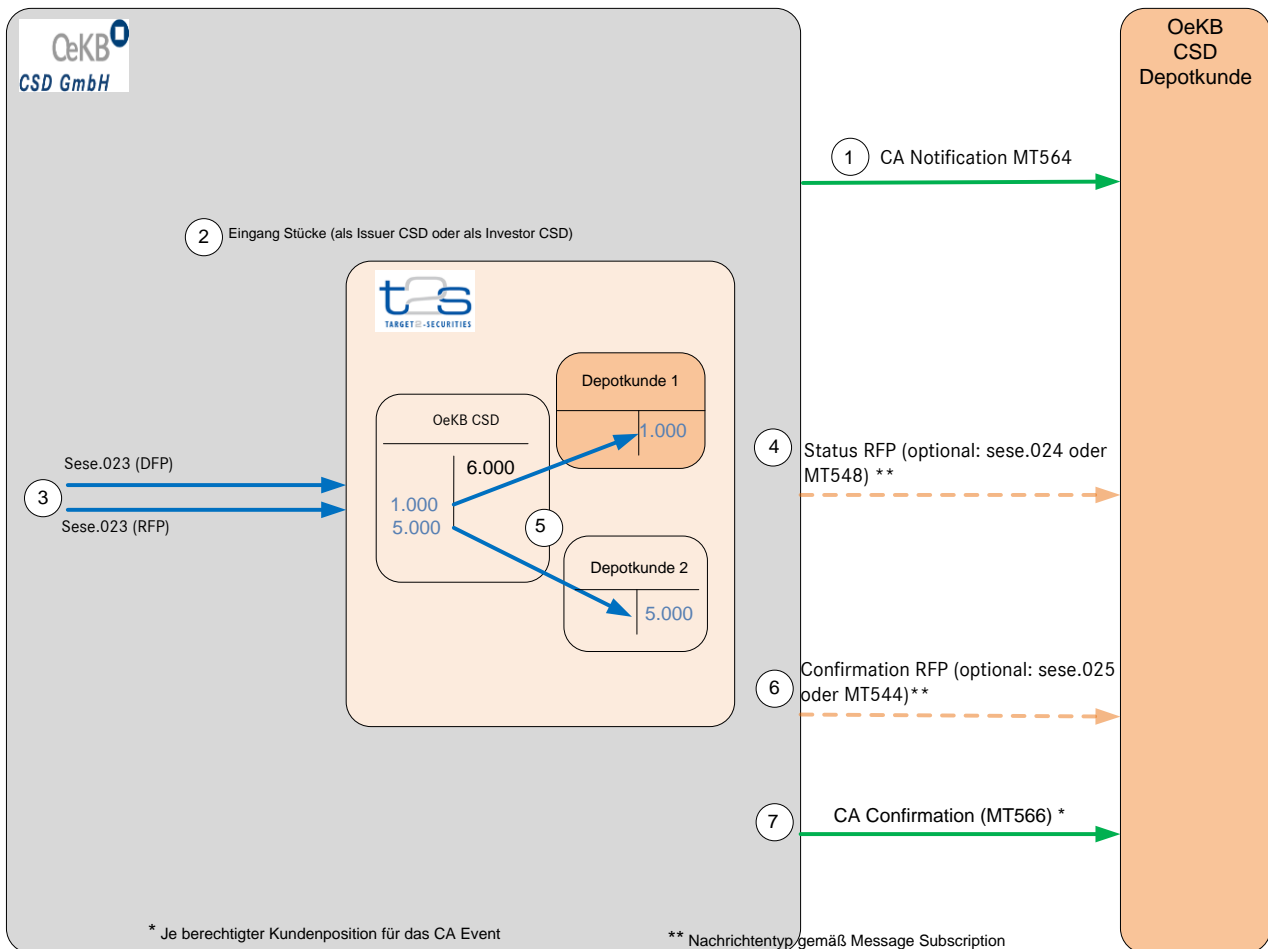 OeKB
CSD GmbH
OeKB
CSD
Depotkunde
1 CA Notification MT564
2 Eingang Stücke (als Issuer CSD oder als Investor CSD)
t2s
TARGET2-SECURITIES
Depotkunde 1
1.000
OeKB CSD
6.000
1.000
5.000
5
Depotkunde 2
5.000
Sese.023 (DFP)
3
Sese.023 (RFP)
4 Status RFP (optional: sese.024 oder
MT548) **
6 Confirmation RFP (optional: sese.025
oder MT544)**
7 CA Confirmation (MT566) *
* Je berechtigter Kundenposition für das CA Event
** Nachrichtentyp gemäß Message Subscription